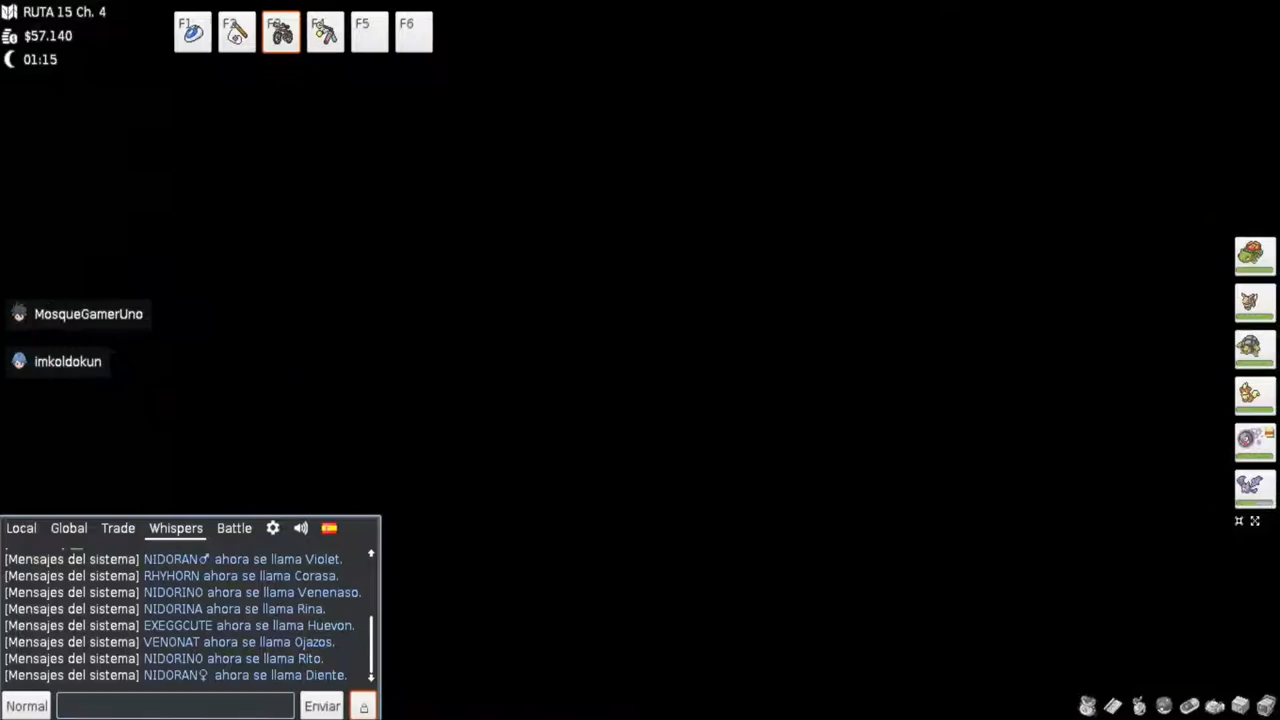 RUTA 15 Ch. 4
$57.140
01:15
F1 F2 F3 F4 F5 F6
MosqueGamerUno
imkoldokun
Local Global Trade Whispers Battle
[Mensajes del sistema] NIDORAN♂ ahora se llama Violet.
[Mensajes del sistema] RHYHORN ahora se llama Corasa.
[Mensajes del sistema] NIDORINO ahora se llama Venenaso.
[Mensajes del sistema] NIDORINA ahora se llama Rina.
[Mensajes del sistema] EXEGGCUTE ahora se llama Huevon.
[Mensajes del sistema] VENONAT ahora se llama Ojazos.
[Mensajes del sistema] NIDORINO ahora se llama Rito.
[Mensajes del sistema] NIDORAN♀ ahora se llama Diente.
Normal Enviar